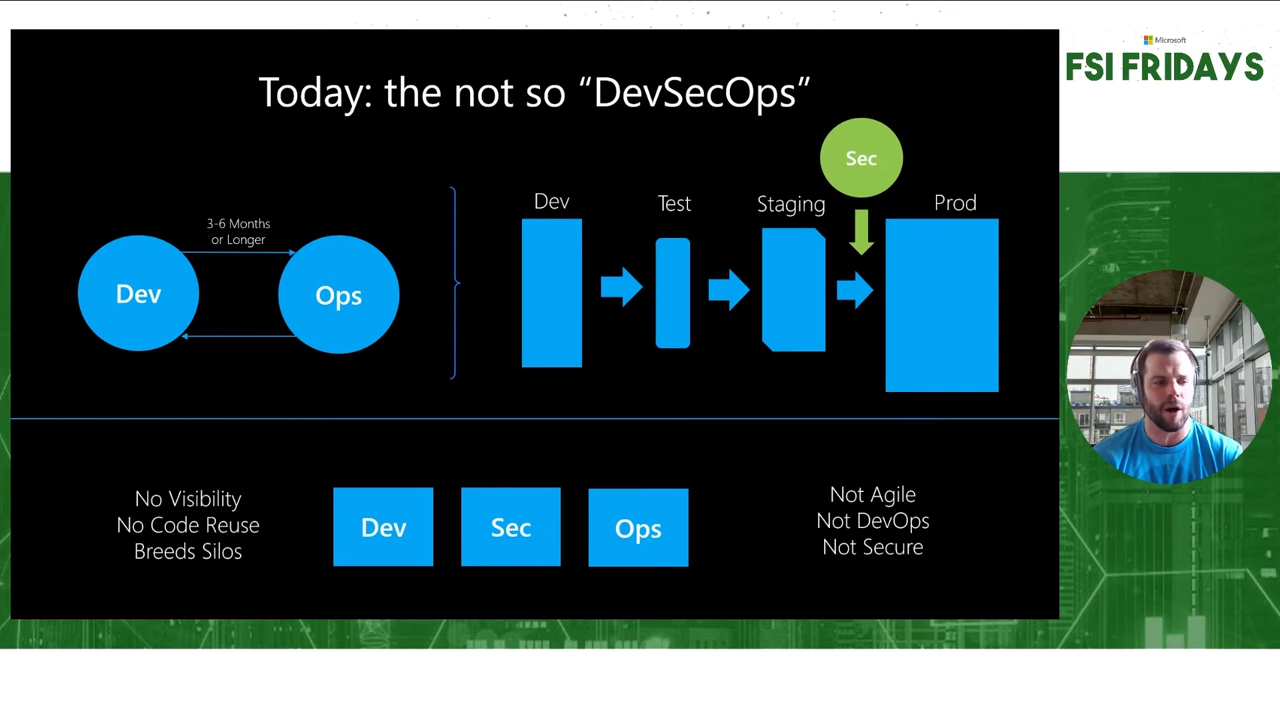 Microsoft
FSI FRIDAYS
Today: the not so “DevSecOps”
Sec
3-6 Months
or Longer
Dev
Ops
Dev
Test
Staging
Prod
No Visibility
No Code Reuse
Breeds Silos
Dev
Sec
Ops
Not Agile
Not DevOps
Not Secure